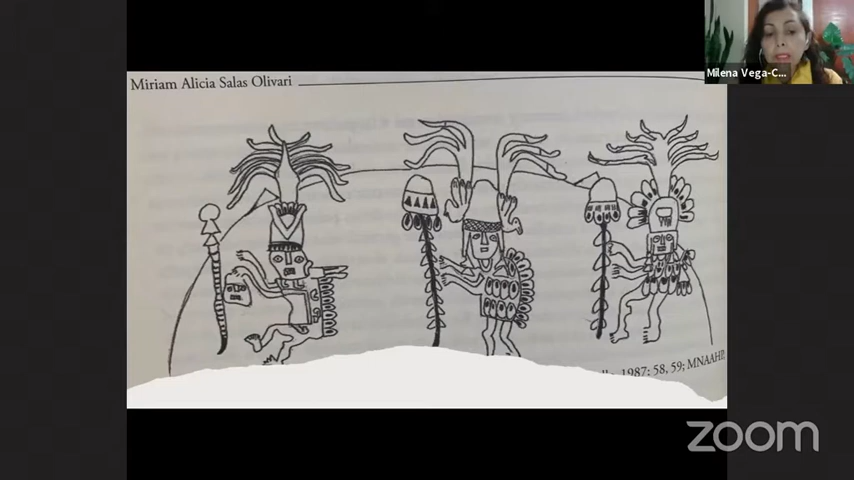 Milena Vega-C...
Miriam Alicia Salas Olivari
1987: 58, 59; MNAAHP,
zoom